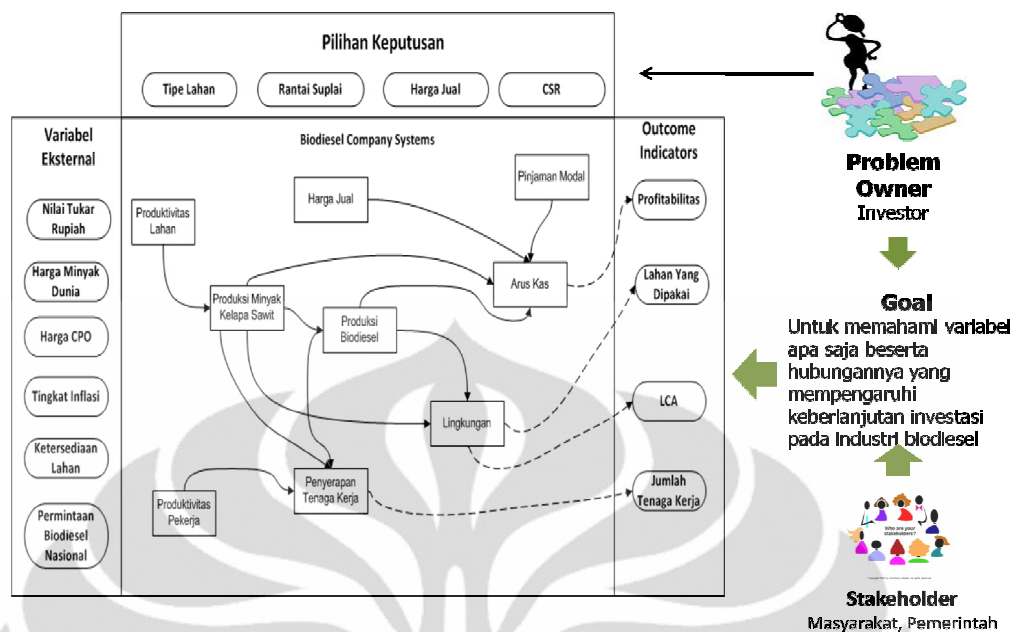 Pilihan Keputusan
Tipe Lahan
Rantai Suplai
Harga Jual
CSR
Variabel
Eksternal
Nilai Tukar
Rupiah
Harga Minyak
Dunia
Harga CPO
Tingkat Inflasi
Ketersediaan
Lahan
Permintaan
Biodiesel
Nasional
Biodiesel Company Systems
Pinjaman Modal
Harga Jual
Produktivitas
Lahan
Arus Kas
Produksi Minyak
Kelapa Sawit
Produksi
Biodiesel
Lingkungan
Penyerapan
Tenaga Kerja
Produktivitas
Pekerja
Outcome
Indicators
Profitabilitas
Lahan Yang
Dipakai
LCA
Jumlah
Tenaga Kerja
Problem
Owner
Investor
Goal
Untuk memahami variabel
apa saja beserta
hubungannya yang
mempengaruhi
keberlanjutan investasi
pada industri biodiesel
Who are your
stakeholders?
Stakeholder
Masyarakat, Pemerintah